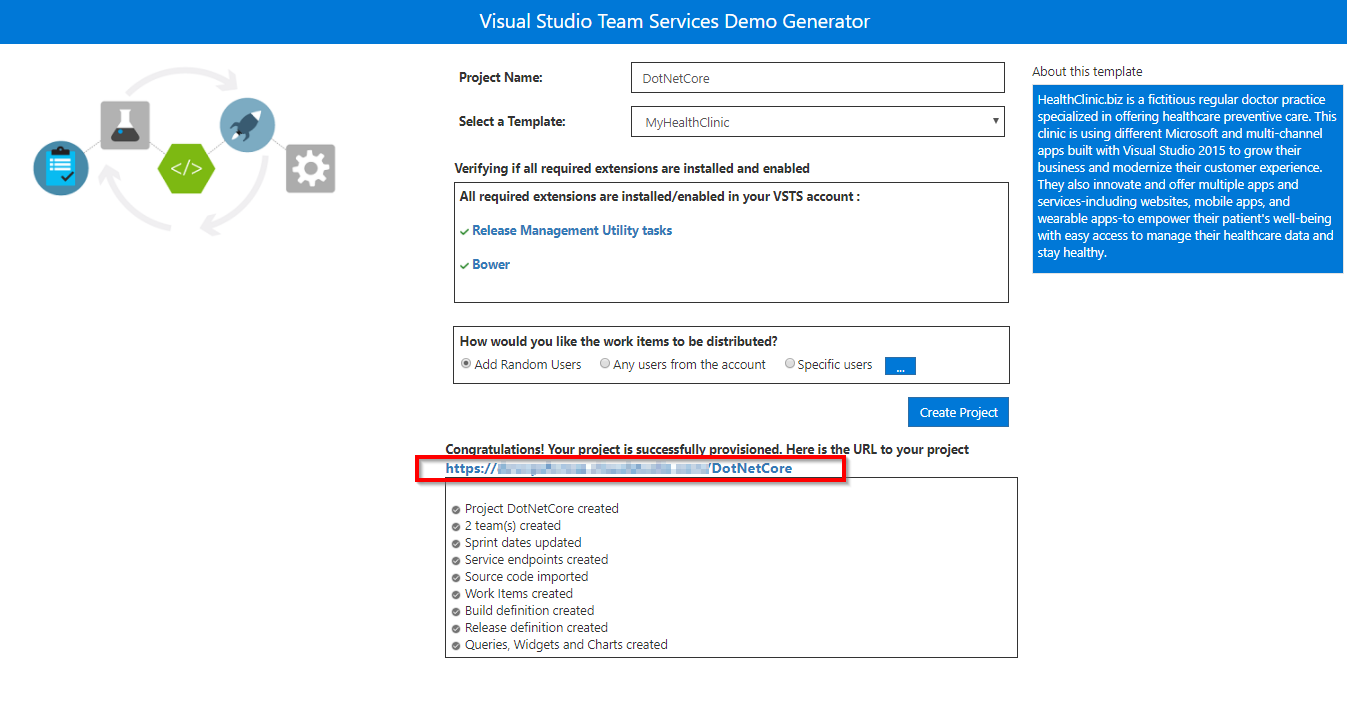 Visual Studio Team Services Demo Generator
</>
Project Name:
DotNetCore
Select a Template:
MyHealthClinic
Verifying if all required extensions are installed and enabled
All required extensions are installed/enabled in your VSTS account :
Release Management Utility tasks
Bower
How would you like the work items to be distributed?
Add Random Users Any users from the account Specific users ...
Create Project
Congratulations! Your project is successfully provisioned. Here is the URL to your project
https:// /DotNetCore
Project DotNetCore created
2 team(s) created
Sprint dates updated
Service endpoints created
Source code imported
Work Items created
Build definition created
Release definition created
Queries, Widgets and Charts created
About this template
HealthClinic.biz is a fictitious regular doctor practice
specialized in offering healthcare preventive care. This
clinic is using different Microsoft and multi-channel
apps built with Visual Studio 2015 to grow their
business and modernize their customer experience.
They also innovate and offer multiple apps and
services-including websites, mobile apps, and
wearable apps-to empower their patient's well-being
with easy access to manage their healthcare data and
stay healthy.